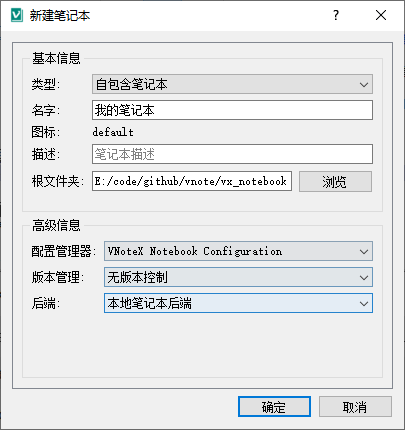 新建笔记本
基本信息
类型: 自包含笔记本
名字: 我的笔记本
图标: default
描述: 笔记本描述
根文件夹: E:/code/github/vnote/vx_notebook 浏览
高级信息
配置管理器: VNoteX Notebook Configuration
版本管理: 无版本控制
后端: 本地笔记本后端
确定 取消